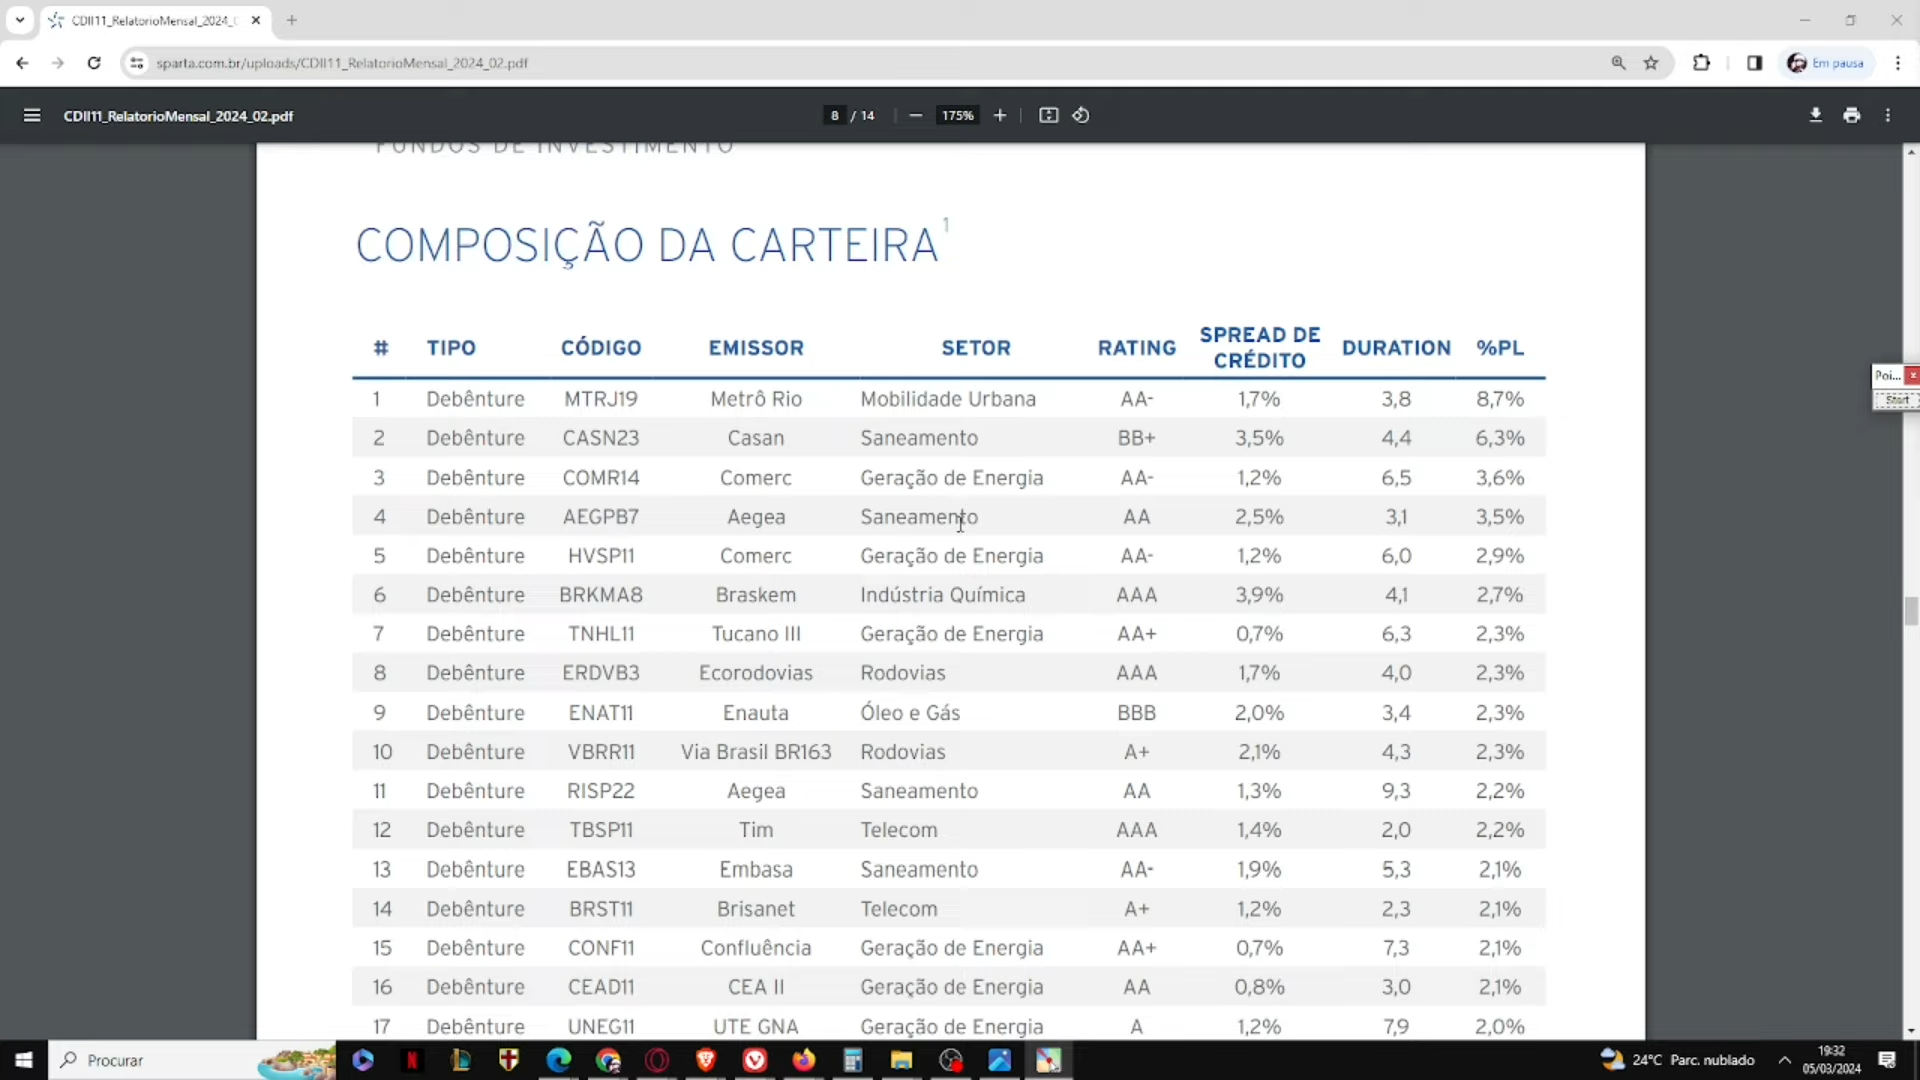 CDII11_RelatorioMensal_2024_0
sparta.com.br/uploads/CDII11_RelatorioMensal_2024_02.pdf
Em pausa
CDII11_RelatorioMensal_2024_02.pdf
8 / 14
175%
FUNDOS DE INVESTIMENTO
COMPOSIÇÃO DA CARTEIRA¹
# TIPO CÓDIGO EMISSOR SETOR RATING SPREAD DE CRÉDITO DURATION %PL
1 Debênture MTRJ19 Metrô Rio Mobilidade Urbana AA- 1,7% 3,8 8,7%
2 Debênture CASN23 Casan Saneamento BB+ 3,5% 4,4 6,3%
3 Debênture COMR14 Comerc Geração de Energia AA- 1,2% 6,5 3,6%
4 Debênture AEGPB7 Aegea Saneamento AA 2,5% 3,1 3,5%
5 Debênture HVSP11 Comerc Geração de Energia AA- 1,2% 6,0 2,9%
6 Debênture BRKMA8 Braskem Indústria Química AAA 3,9% 4,1 2,7%
7 Debênture TNHL11 Tucano III Geração de Energia AA+ 0,7% 6,3 2,3%
8 Debênture ERDVB3 Ecorodovias Rodovias AAA 1,7% 4,0 2,3%
9 Debênture ENAT11 Enauta Óleo e Gás BBB 2,0% 3,4 2,3%
10 Debênture VBRR11 Via Brasil BR163 Rodovias A+ 2,1% 4,3 2,3%
11 Debênture RISP22 Aegea Saneamento AA 1,3% 9,3 2,2%
12 Debênture TBSP11 Tim Telecom AAA 1,4% 2,0 2,2%
13 Debênture EBAS13 Embasa Saneamento AA- 1,9% 5,3 2,1%
14 Debênture BRST11 Brisanet Telecom A+ 1,2% 2,3 2,1%
15 Debênture CONF11 Confluência Geração de Energia AA+ 0,7% 7,3 2,1%
16 Debênture CEAD11 CEA II Geração de Energia AA 0,8% 3,0 2,1%
17 Debênture UNEG11 UTE GNA Geração de Energia A 1,2% 7,9 2,0%
Poi...
Start
Procurar
24°C Parc. nublado
19:32
05/03/2024